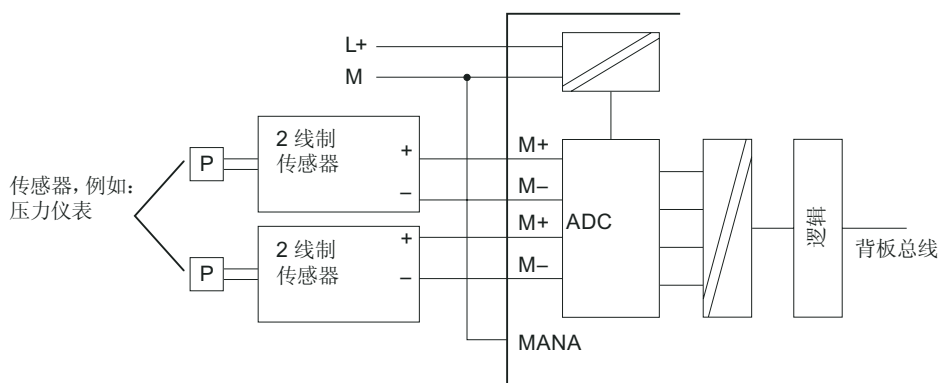 L+
M
2 线制
传感器
+
–
P
M+
M–
传感器，例如：
压力仪表
M+
M–
ADC
2 线制
传感器
+
–
P
逻辑
背板总线
MANA